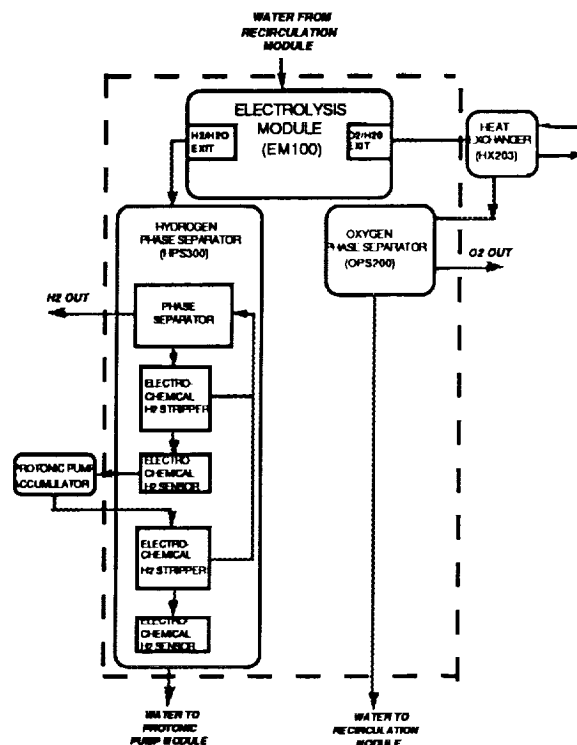 WATER FROM
RECIRCULATION
MODULE
ELECTROLYSIS
MODULE
(EM100)
H2/H2O
EXIT
O2/H2O
EXIT
HEAT
EXCHANGER
(HX203)
HYDROGEN
PHASE SEPARATOR
(HPS300)
OXYGEN
PHASE SEPARATOR
(OPS200)
O2 OUT
H2 OUT
PHASE
SEPARATOR
ELECTRO-
CHEMICAL
H2 STRIPPER
PROTONIC PUMP
ACCUMULATOR
ELECTRO-
CHEMICAL
H2 SENSOR
ELECTRO-
CHEMICAL
H2 STRIPPER
ELECTRO-
CHEMICAL
H2 SENSOR
WATER TO
PROTONIC
PUMP MODULE
WATER TO
RECIRCULATION
MODULE